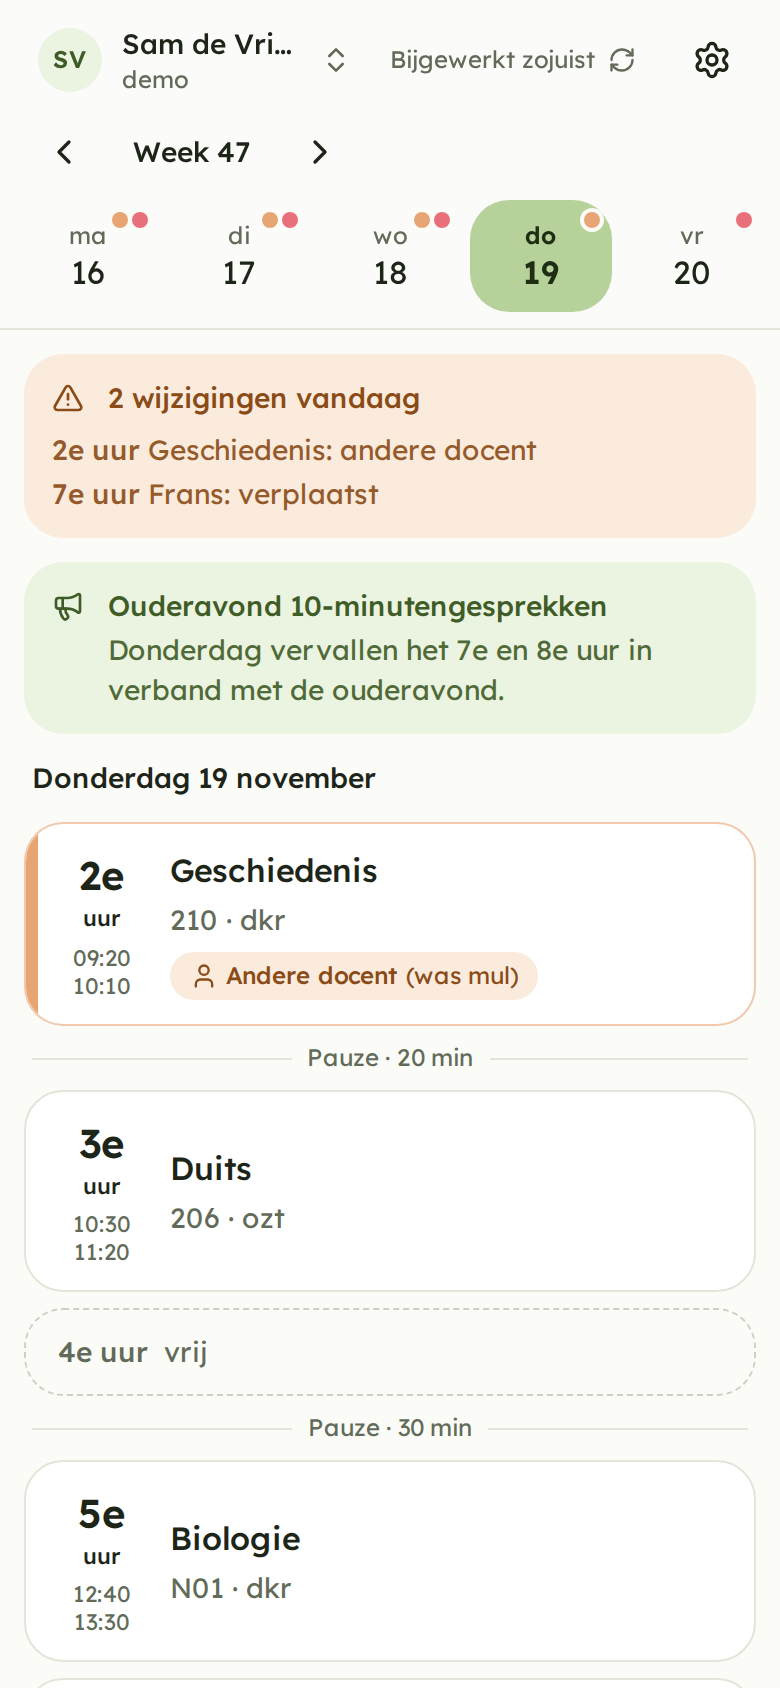 SV
Sam de Vri...
demo
Bijgewerkt zojuist
Week 47
ma
16
di
17
wo
18
do
19
vr
20
2 wijzigingen vandaag
2e uur Geschiedenis: andere docent
7e uur Frans: verplaatst
Ouderavond 10-minutengesprekken
Donderdag vervallen het 7e en 8e uur in
verband met de ouderavond.
Donderdag 19 november
2e
uur
09:20
10:10
Geschiedenis
210 · dkr
Andere docent (was mul)
Pauze · 20 min
3e
uur
10:30
11:20
Duits
206 · ozt
4e uur vrij
Pauze · 30 min
5e
uur
12:40
13:30
Biologie
N01 · dkr